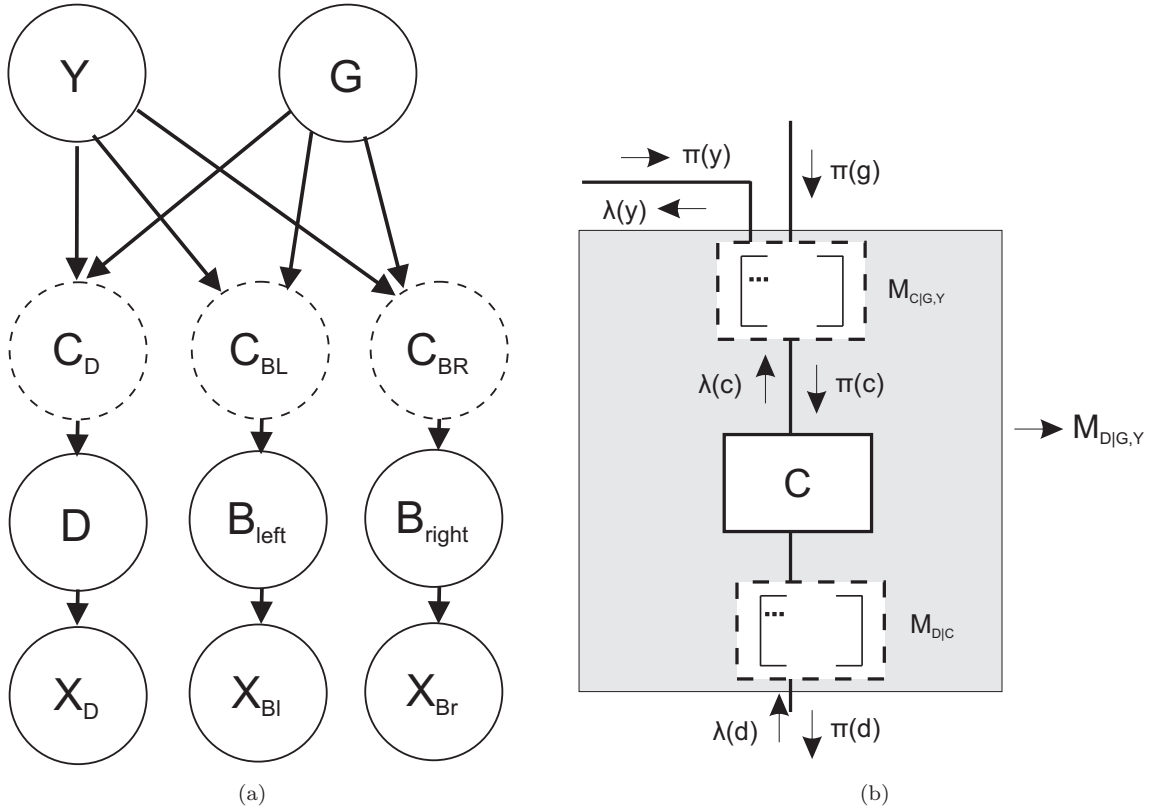 Y
G
C_D
C_BL
C_BR
D
B_left
B_right
X_D
X_Bl
X_Br
(a)
π(y)
π(g)
λ(y)
...
M_C|G,Y
λ(c)
π(c)
C
M_D|G,Y
...
M_D|C
λ(d)
π(d)
(b)